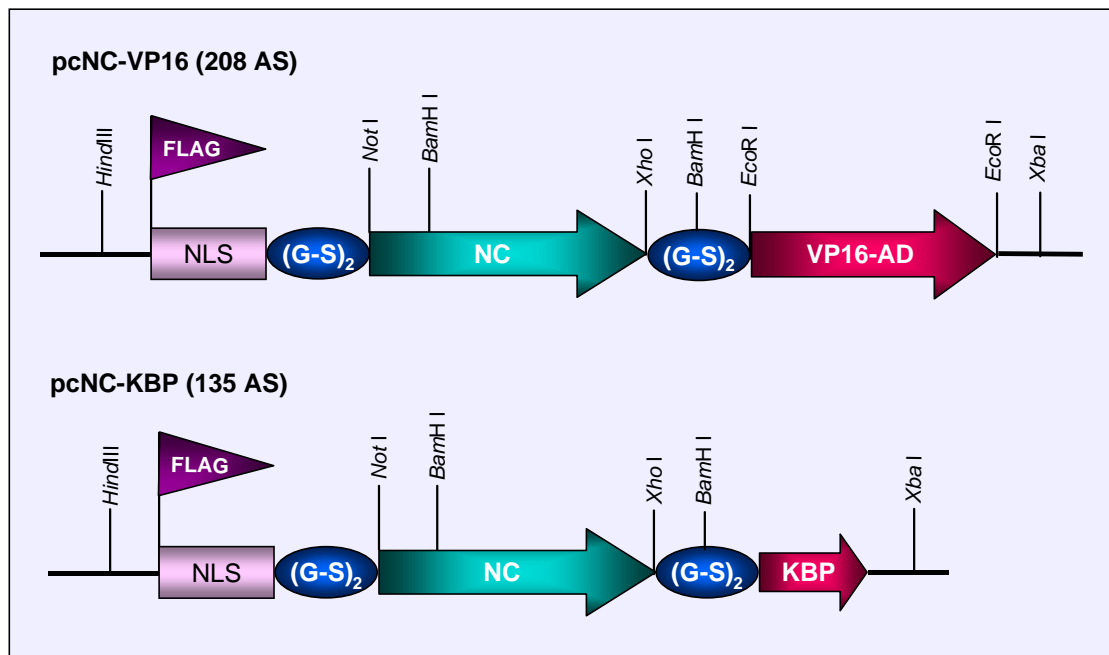 pcNC-VP16 (208 AS)
HindIII
FLAG
Not I
BamH I
Xho I
BamH I
EcoR I
EcoR I
Xba I
NLS
(G-S)2
NC
(G-S)2
VP16-AD
pcNC-KBP (135 AS)
HindIII
FLAG
Not I
BamH I
Xho I
BamH I
Xba I
NLS
(G-S)2
NC
(G-S)2
KBP